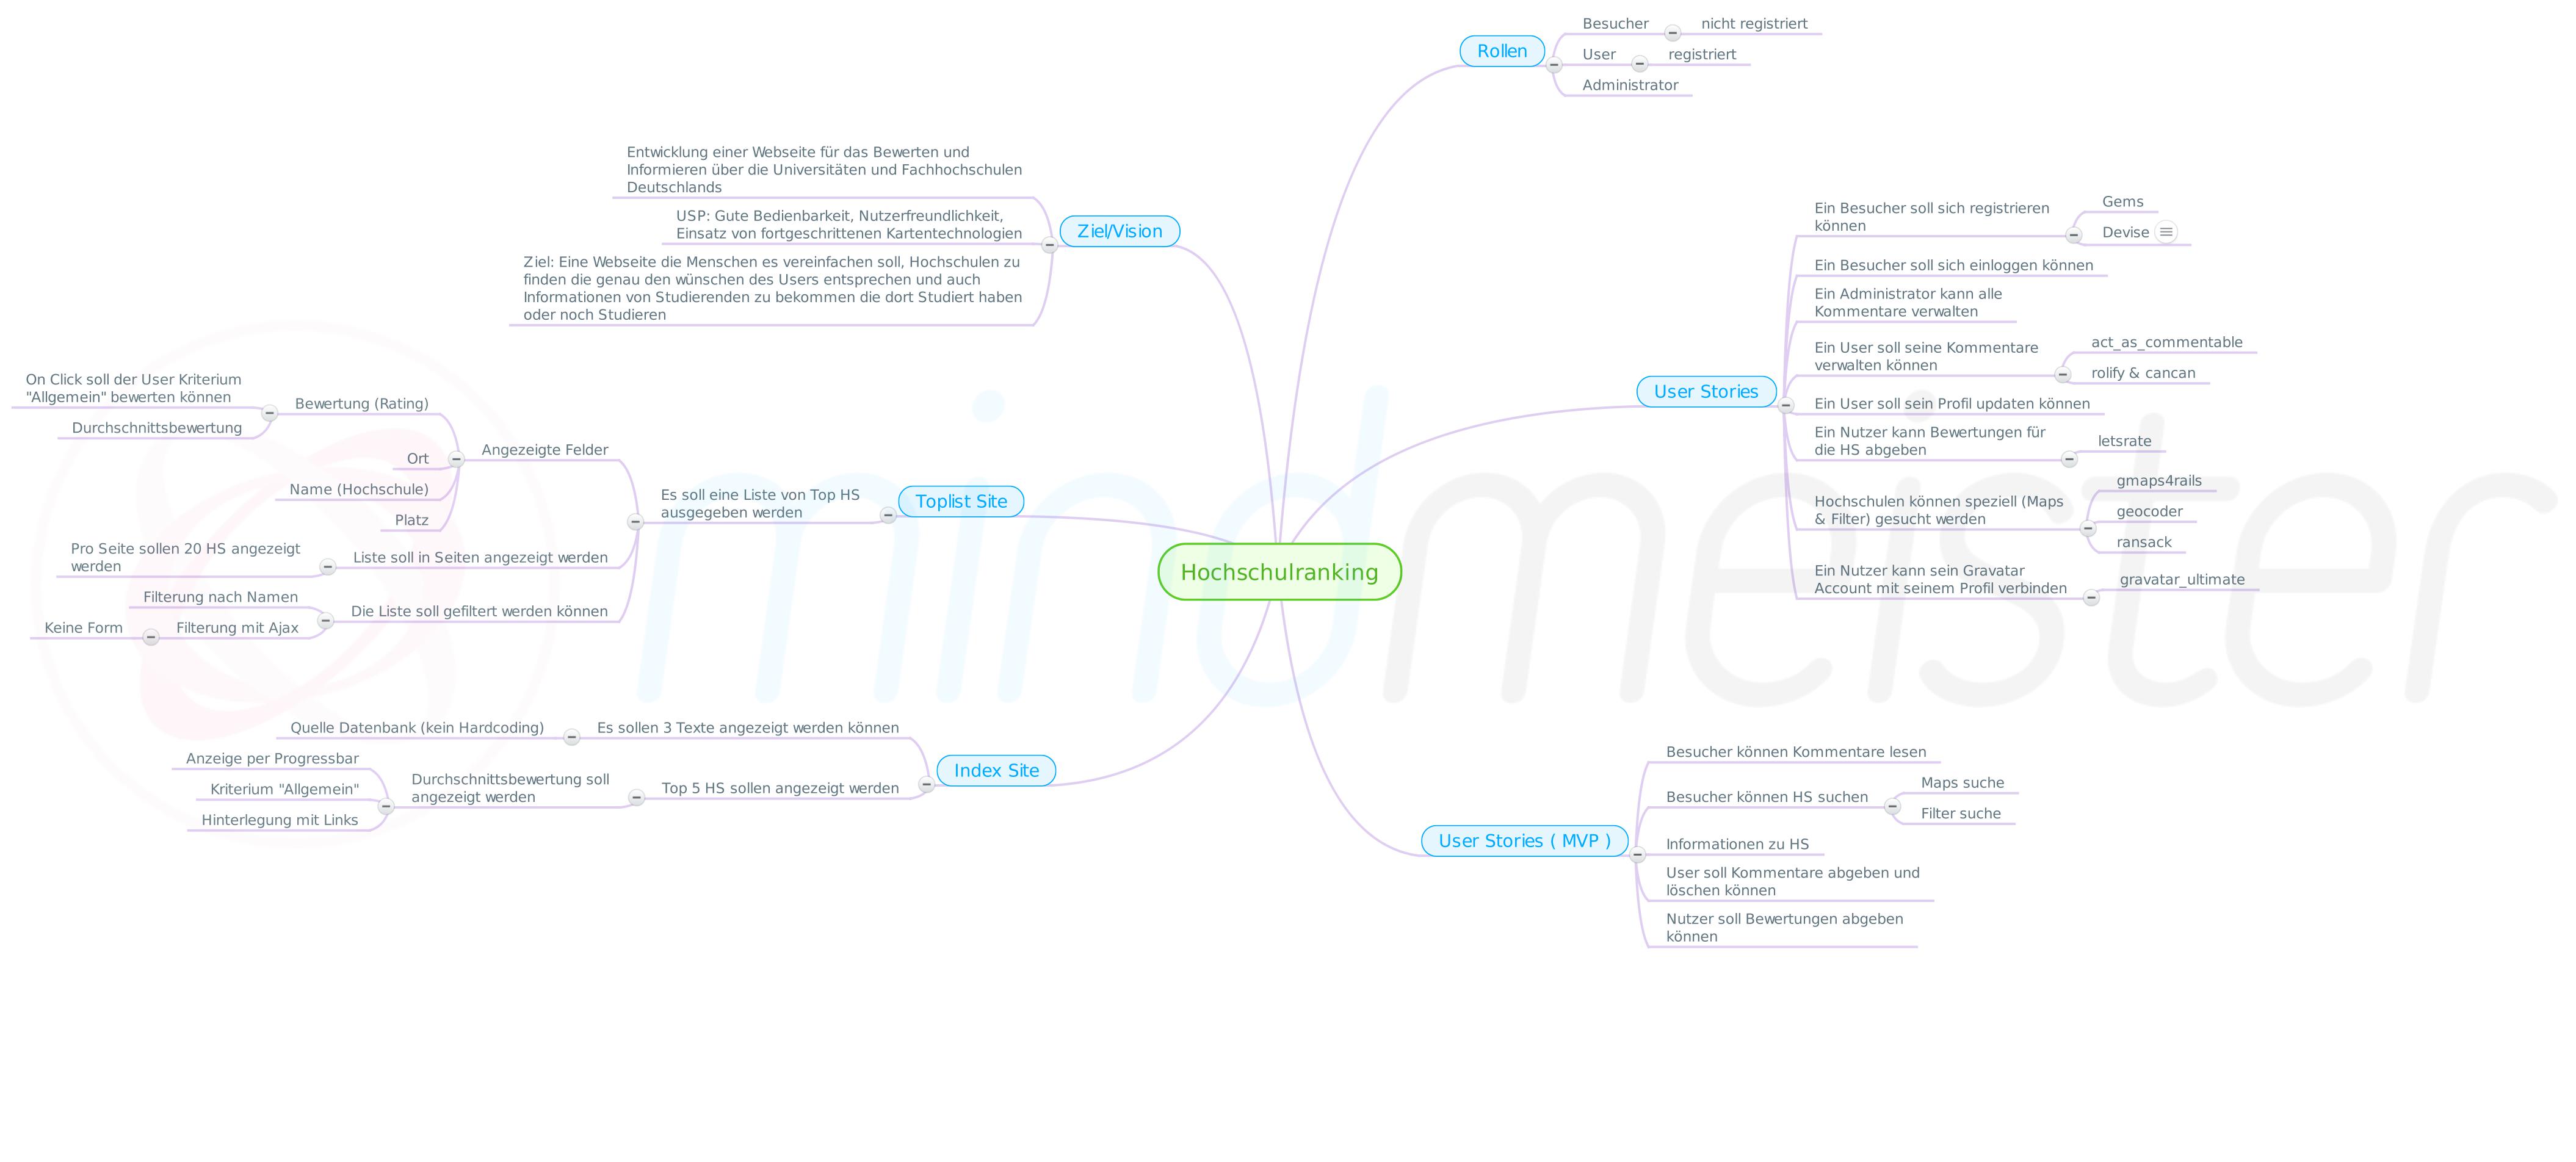 Hochschulranking
Rollen
Besucher
nicht registriert
User
registriert
Administrator
User Stories
Ein Besucher soll sich registrieren
können
Gems
Devise
Ein Besucher soll sich einloggen können
Ein Administrator kann alle
Kommentare verwalten
Ein User soll seine Kommentare
verwalten können
act_as_commentable
rolify & cancan
Ein User soll sein Profil updaten können
Ein Nutzer kann Bewertungen für
die HS abgeben
letsrate
Hochschulen können speziell (Maps
& Filter) gesucht werden
gmaps4rails
geocoder
ransack
Ein Nutzer kann sein Gravatar
Account mit seinem Profil verbinden
gravatar_ultimate
User Stories ( MVP )
Besucher können Kommentare lesen
Besucher können HS suchen
Maps suche
Filter suche
Informationen zu HS
User soll Kommentare abgeben und
löschen können
Nutzer soll Bewertungen abgeben
können
Ziel/Vision
Entwicklung einer Webseite für das Bewerten und
Informieren über die Universitäten und Fachhochschulen
Deutschlands
USP: Gute Bedienbarkeit, Nutzerfreundlichkeit,
Einsatz von fortgeschrittenen Kartentechnologien
Ziel: Eine Webseite die Menschen es vereinfachen soll, Hochschulen zu
finden die genau den wünschen des Users entsprechen und auch
Informationen von Studierenden zu bekommen die dort Studiert haben
oder noch Studieren
Toplist Site
Es soll eine Liste von Top HS
ausgegeben werden
Angezeigte Felder
Bewertung (Rating)
On Click soll der User Kriterium
"Allgemein" bewerten können
Durchschnittsbewertung
Ort
Name (Hochschule)
Platz
Liste soll in Seiten angezeigt werden
Pro Seite sollen 20 HS angezeigt
werden
Die Liste soll gefiltert werden können
Filterung nach Namen
Filterung mit Ajax
Keine Form
Index Site
Es sollen 3 Texte angezeigt werden können
Quelle Datenbank (kein Hardcoding)
Top 5 HS sollen angezeigt werden
Durchschnittsbewertung soll
angezeigt werden
Anzeige per Progressbar
Kriterium "Allgemein"
Hinterlegung mit Links
mindmeister